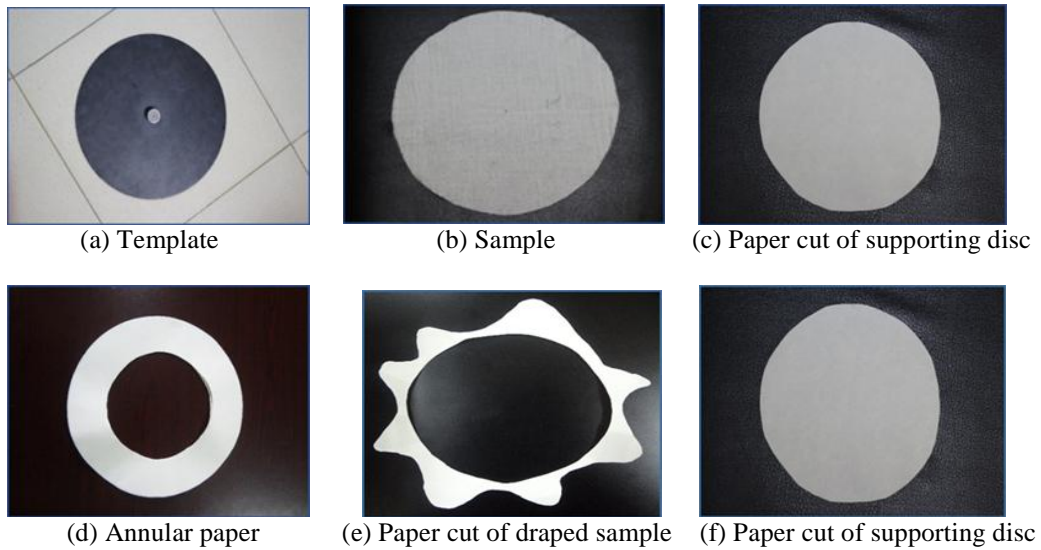 (a) Template
(b) Sample
(c) Paper cut of supporting disc
(d) Annular paper
(e) Paper cut of draped sample
(f) Paper cut of supporting disc